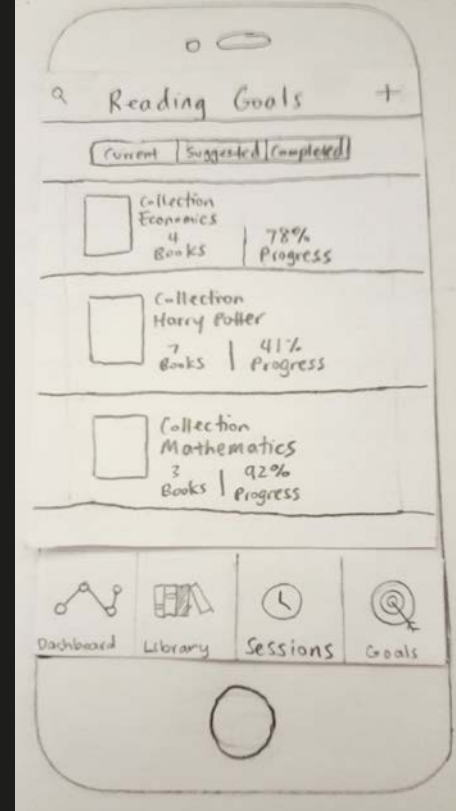 Reading Goals +
Current Suggested Completed
Collection
Economics
4 78%
Books Progress
Collection
Harry Potter
7 41%
Books Progress
Collection
Mathematics
3 92%
Books Progress
Dashboard Library Sessions Goals